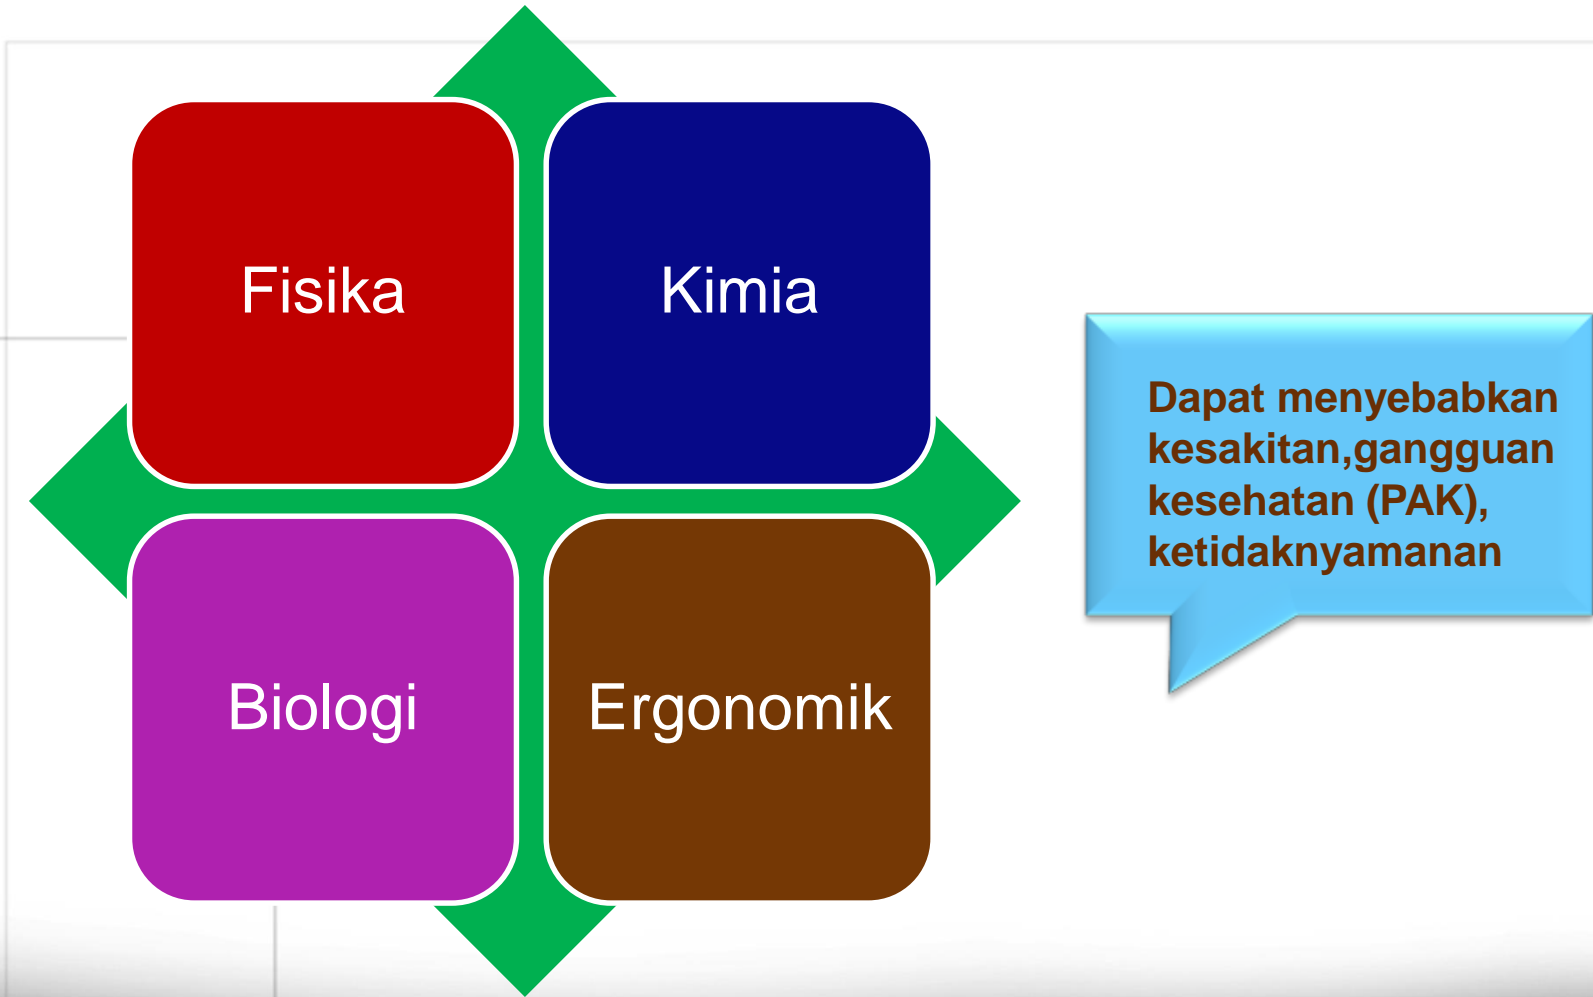 Fisika
Kimia
Biologi
Ergonomik
Dapat menyebabkan
kesakitan,gangguan
kesehatan (PAK),
ketidaknyamanan